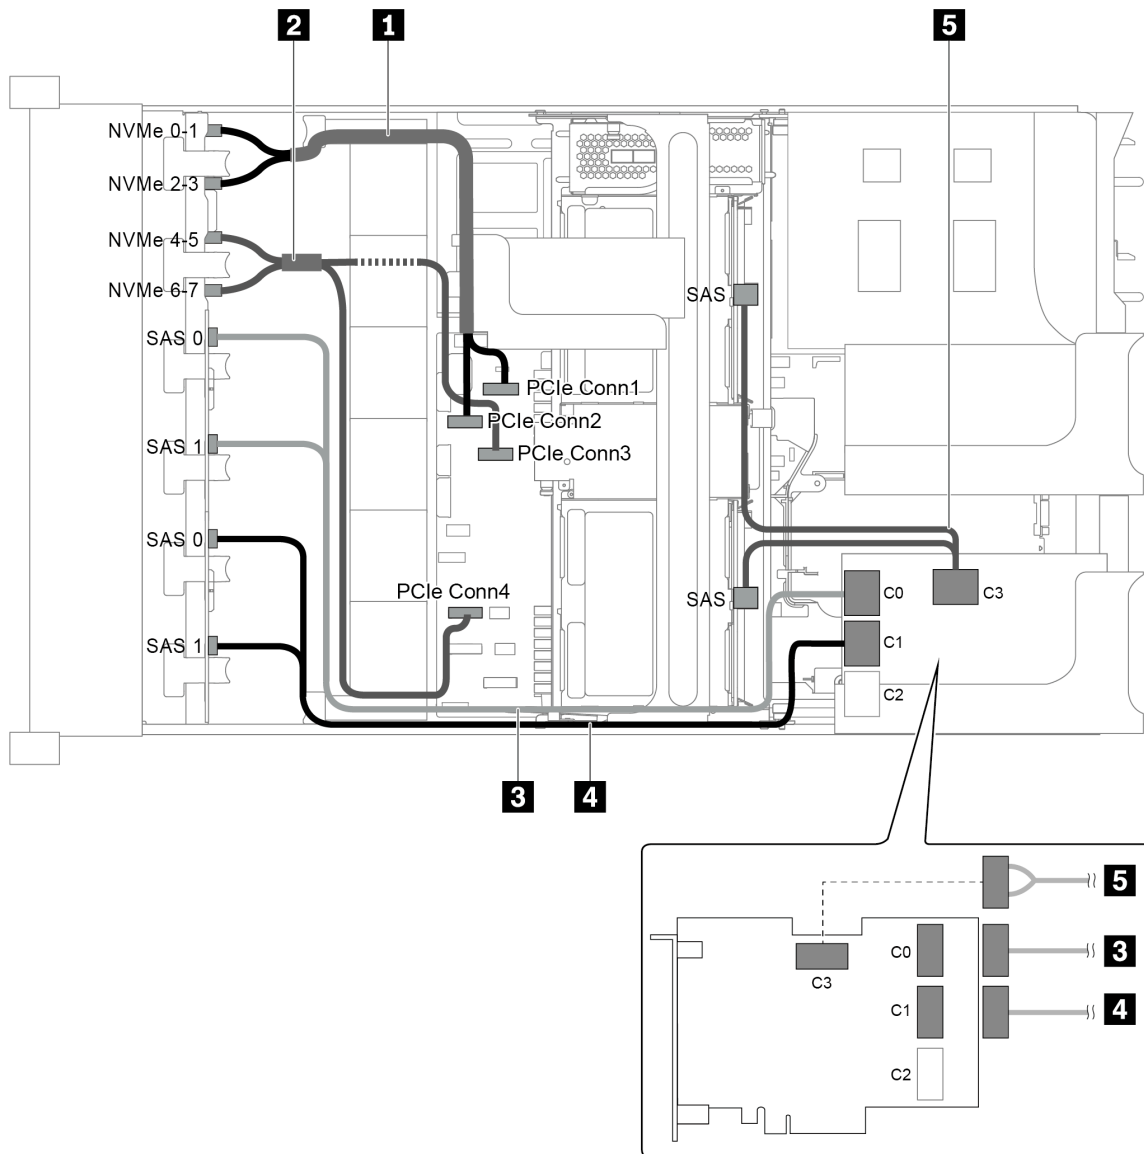 2
1
5
NVMe 0-1
NVMe 2-3
NVMe 4-5
NVMe 6-7
SAS 0
SAS
PCIe Conn1
PCIe Conn2
SAS 1
PCIe Conn3
SAS 0
PCIe Conn4
C0
C3
SAS
SAS 1
C1
C2
3
4
5
C0
3
C3
C1
4
C2